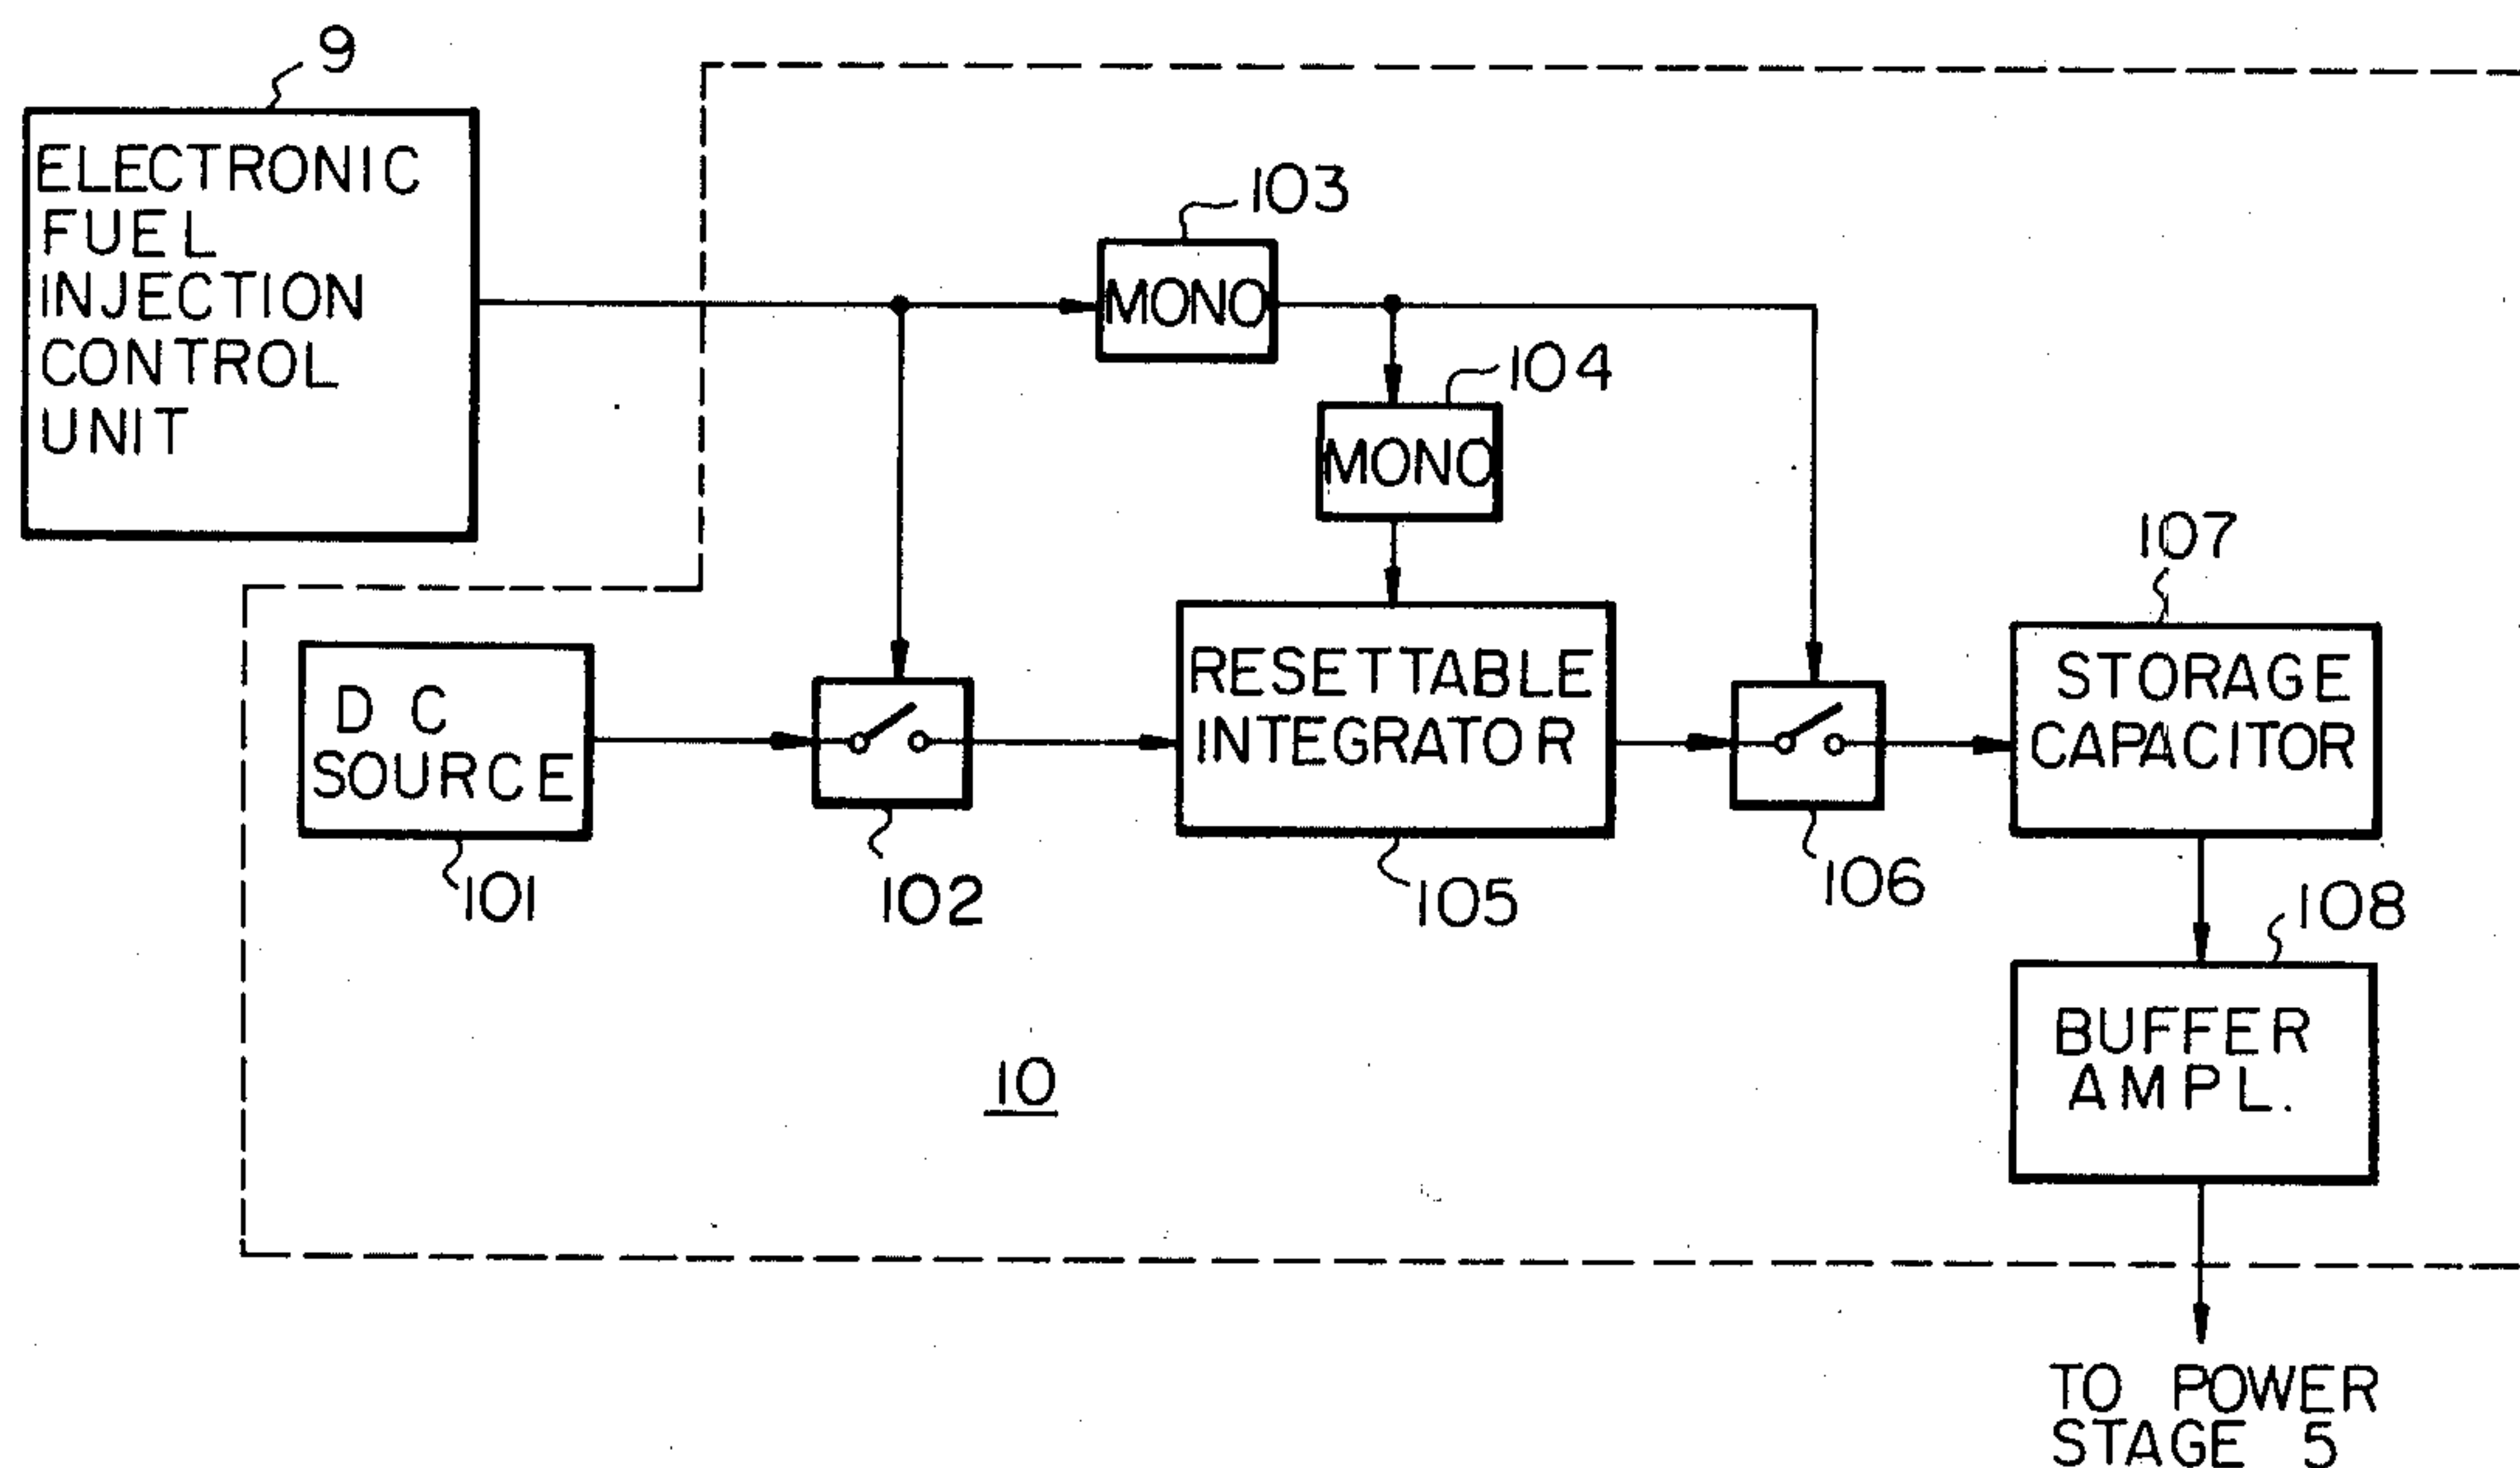 9
ELECTRONIC
FUEL
INJECTION
CONTROL
UNIT
103
MONO
104
MONO
107
D C
SOURCE
101
102
RESETTABLE
INTEGRATOR
105
106
STORAGE
CAPACITOR
108
BUFFER
AMPL.
10
TO POWER
STAGE 5